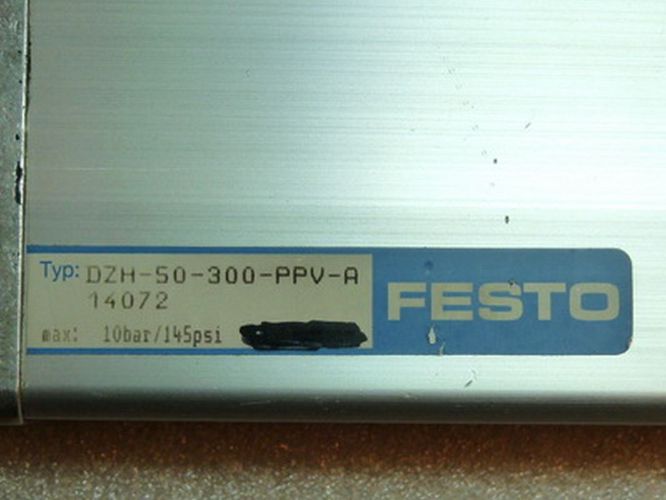 Typ: DZH-50-300-PPV-A
14072
max: 10bar/145psi
FESTO